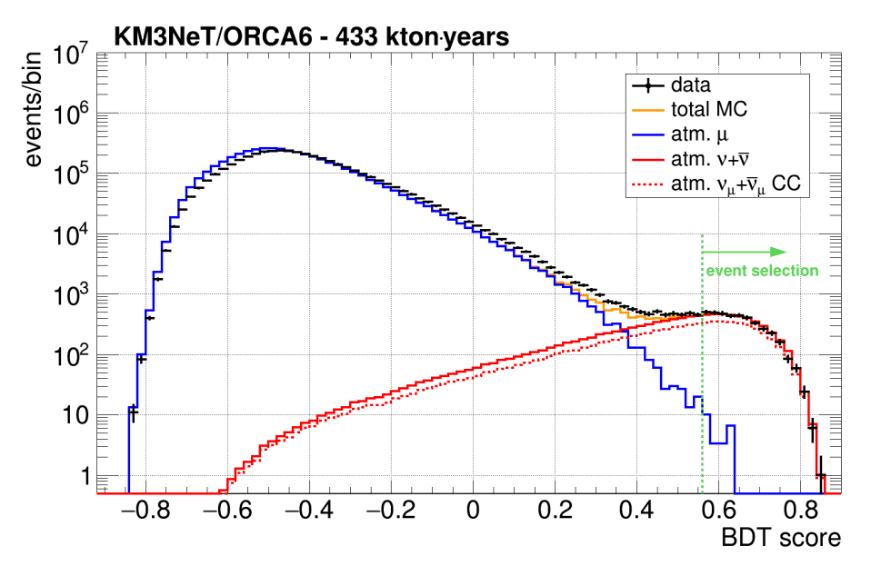 KM3NeT/ORCA6 - 433 kton·years
events/bin
10⁷
10⁶
10⁵
10⁴
10³
10²
10
1
data
total MC
atm. μ
atm. ν+ν̅
atm. ν_μ+ν̅_μ CC
event selection
−0.8 −0.6 −0.4 −0.2 0 0.2 0.4 0.6 0.8
BDT score